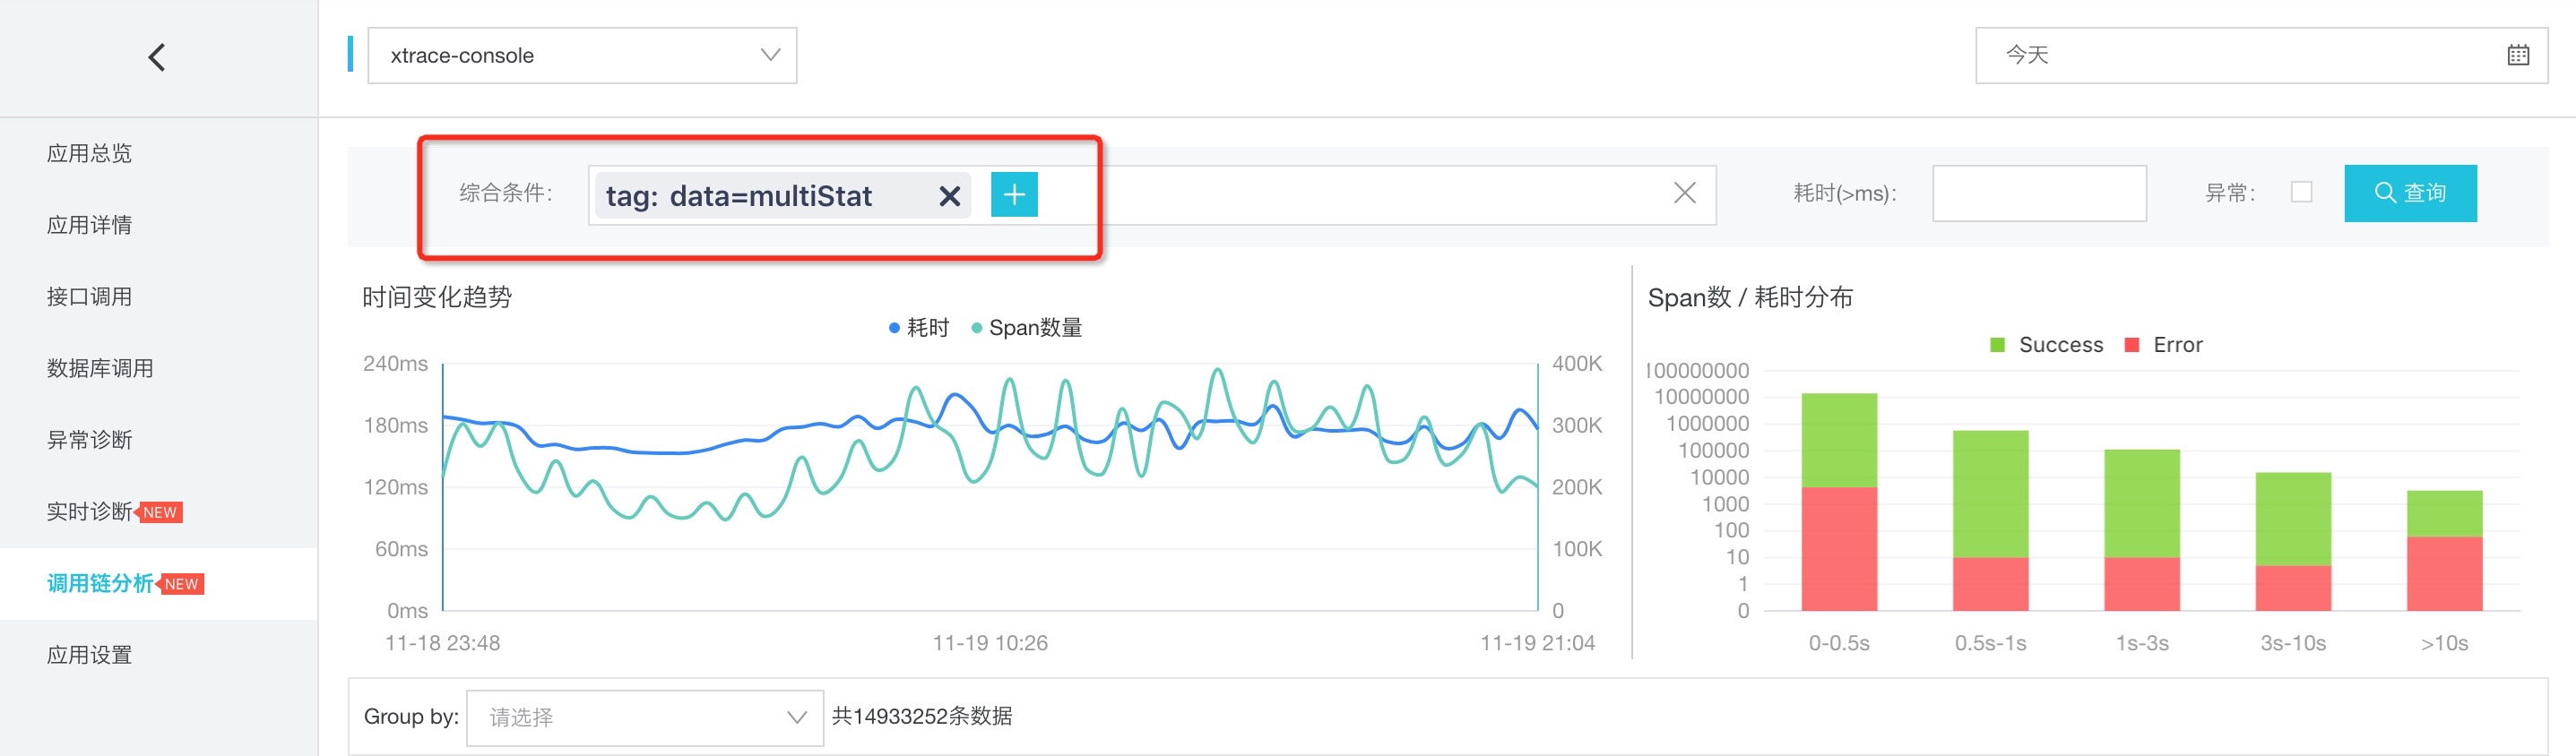 xtrace-console
今天
应用总览
应用详情
接口调用
数据库调用
异常诊断
实时诊断 NEW
调用链分析 NEW
应用设置
综合条件: tag: data=multiStat 耗时(>ms): 异常: 查询
时间变化趋势
耗时 Span数量
240ms 400K
180ms 300K
120ms 200K
60ms 100K
0ms 0
11-18 23:48 11-19 10:26 11-19 21:04
Span数 / 耗时分布
Success Error
100000000
10000000
1000000
100000
10000
1000
100
10
1
0
0-0.5s 0.5s-1s 1s-3s 3s-10s >10s
Group by: 请选择 共14933252条数据